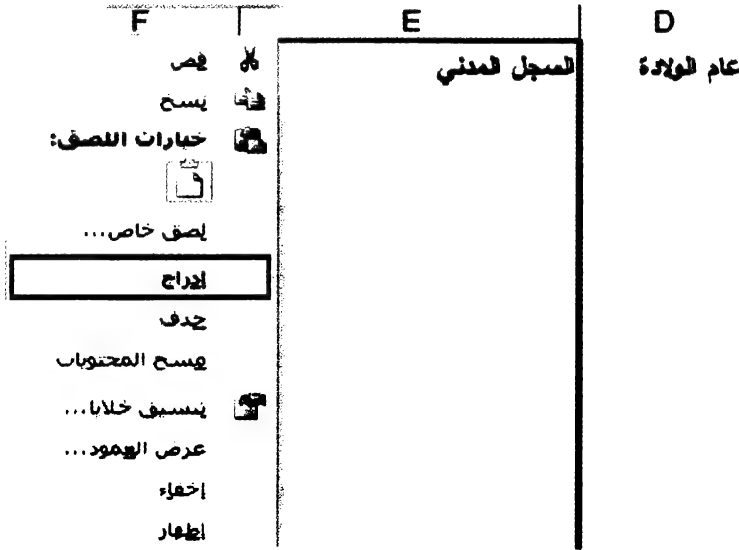 D E F
عام الولادة السجل المدني
قص
نسخ
خيارات اللصق:
لصق خاص...
إدراج
حذف
مسح المحتويات
تنسيق خلايا...
عرض العمود...
إخفاء
إظهار